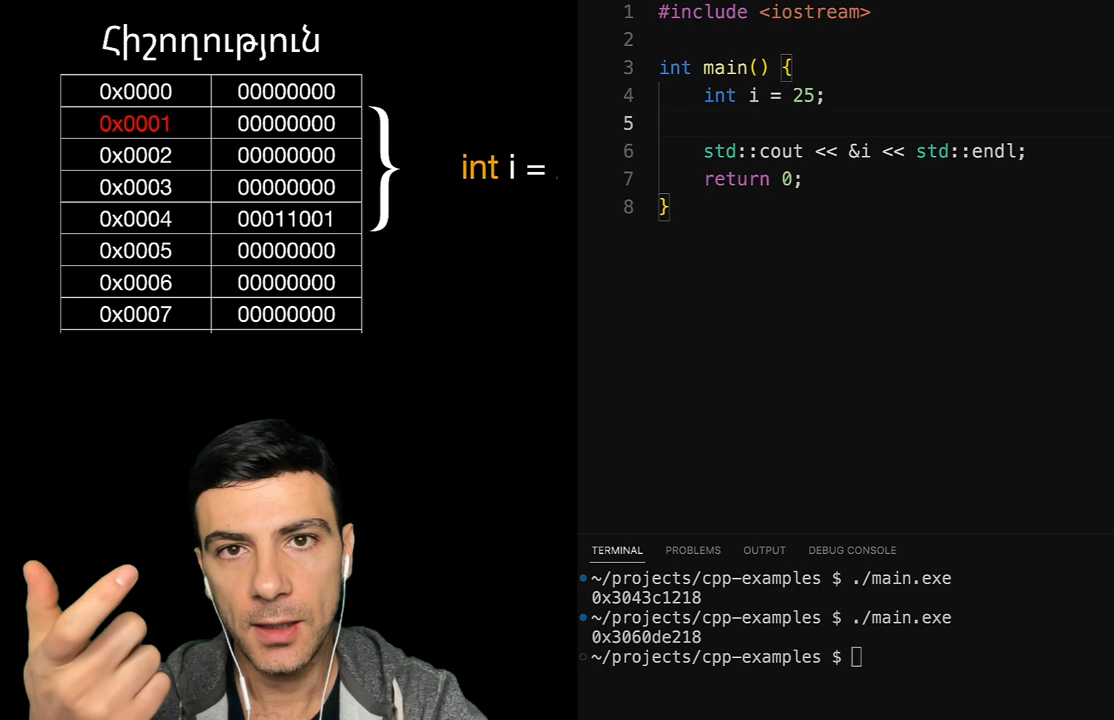 Հիշողություն
0x0000 00000000
0x0001 00000000
0x0002 00000000
0x0003 00000000
0x0004 00011001
0x0005 00000000
0x0006 00000000
0x0007 00000000
int i =
1 #include <iostream>
2
3 int main() {
4 int i = 25;
5
6 std::cout << &i << std::endl;
7 return 0;
8 }
TERMINAL PROBLEMS OUTPUT DEBUG CONSOLE
~/projects/cpp-examples $ ./main.exe
0x3043c1218
~/projects/cpp-examples $ ./main.exe
0x3060de218
~/projects/cpp-examples $